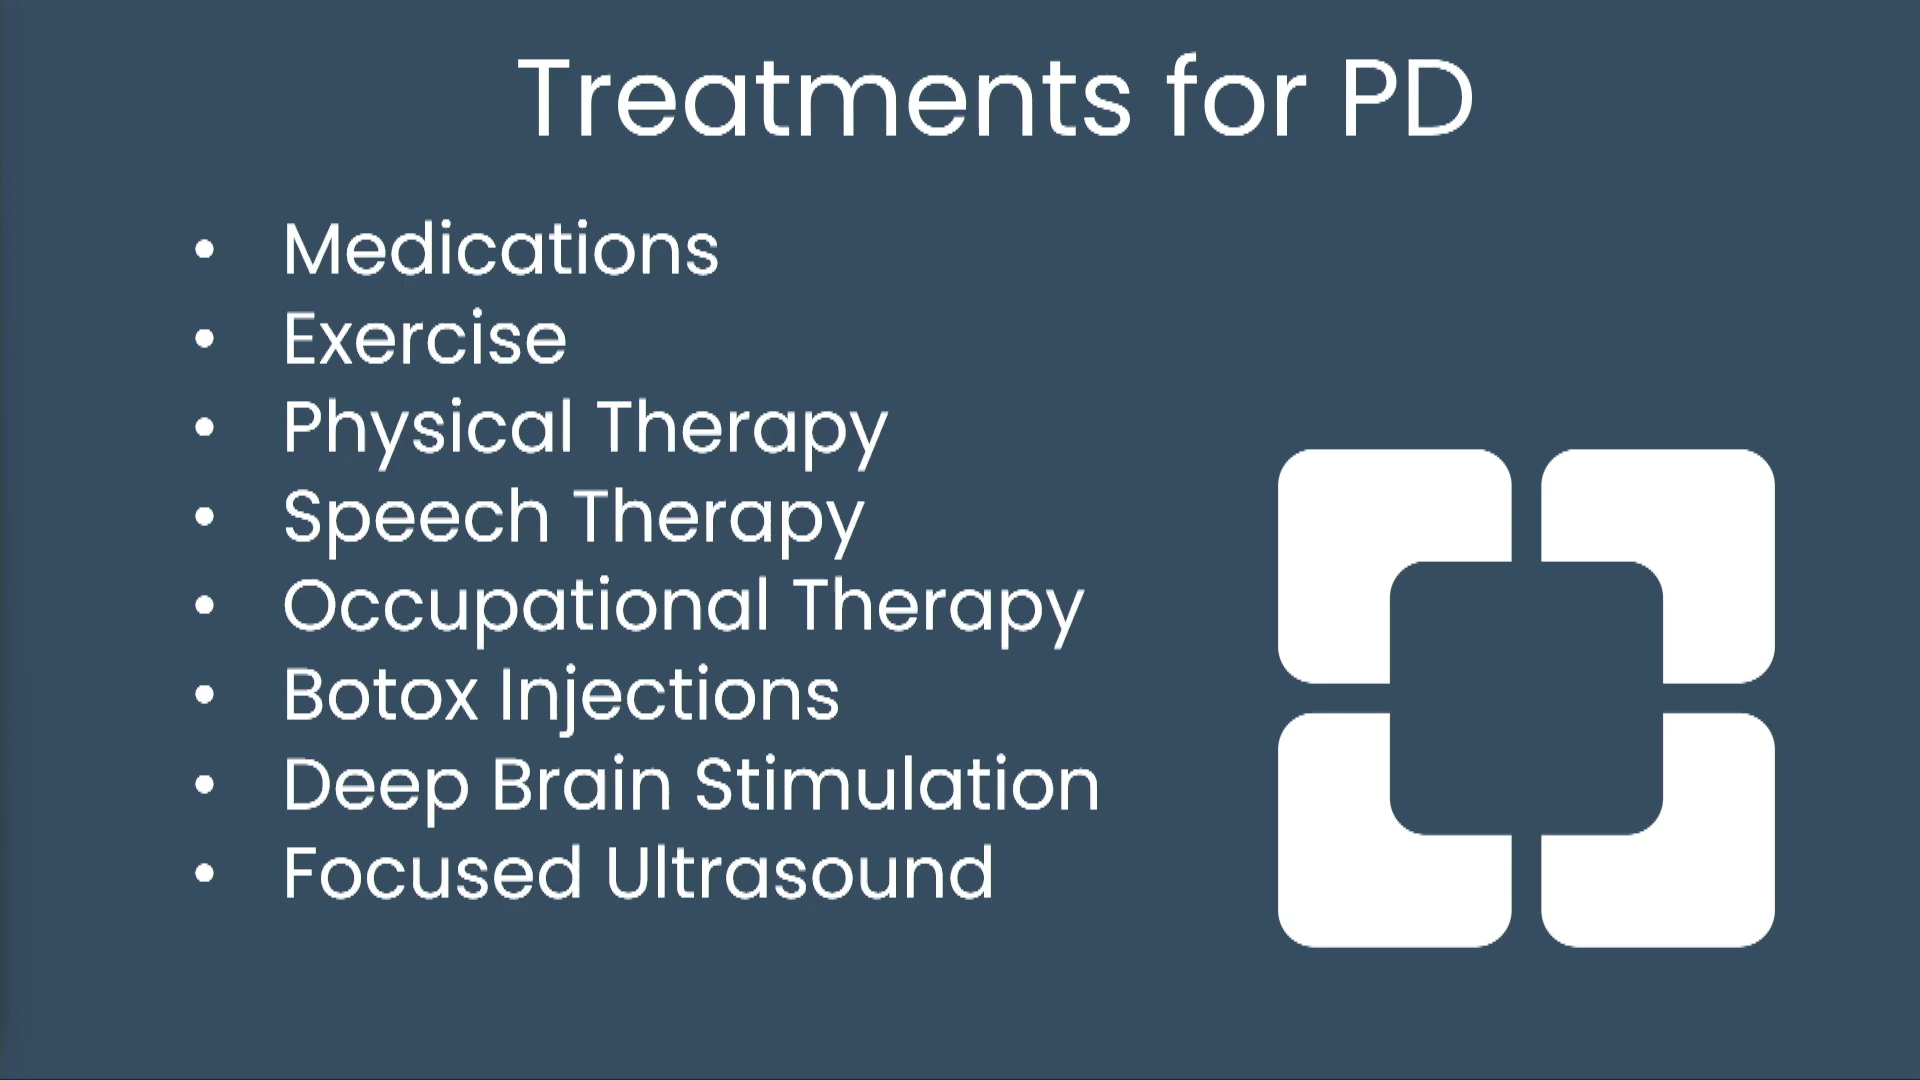 Treatments for PD
• Medications
• Exercise
• Physical Therapy
• Speech Therapy
• Occupational Therapy
• Botox Injections
• Deep Brain Stimulation
• Focused Ultrasound